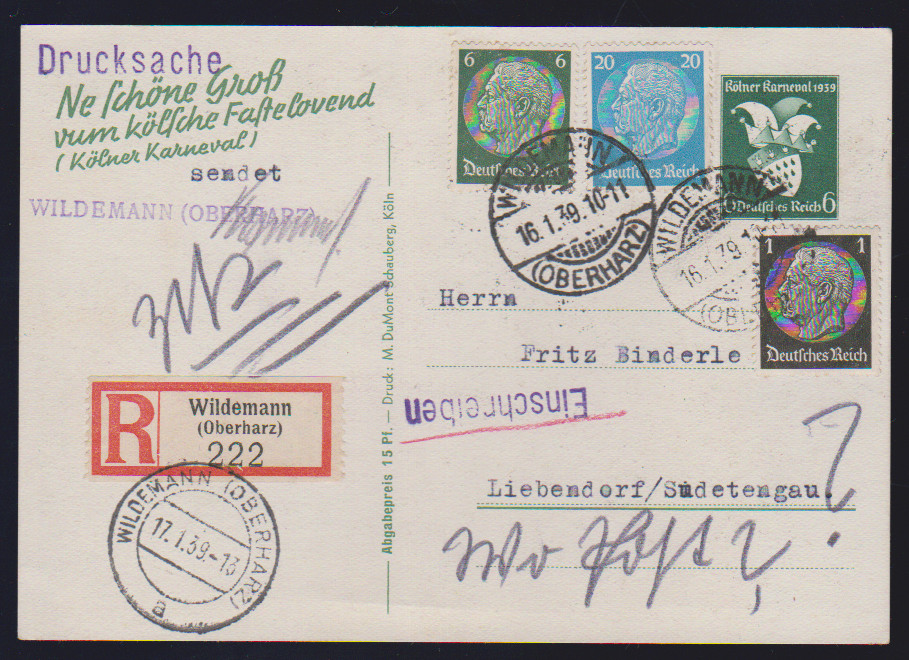 Drucksache
Ne schöne Groß
vum kölsche Fastelovend
(Kölner Karneval)
sendet
WILDEMANN (OBERHARZ)
R
Wildemann
(Oberharz)
222
WILDEMANN (OBERHARZ)
17.1.39.-13
a
Abgabepreis 15 Pf. — Druck: M. DuMont Schauberg, Köln
6 6
Deutsches Reich
20 20
Deutsches Reich
Kölner Karneval 1939
6 Deutsches Reich 6
WILDEMANN
16.1.39.10-11
(OBERHARZ)
WILDEMANN
16.1.39.
1 1
Deutsches Reich
Herrn
Fritz Binderle
Einschreiben
Liebendorf/Sudetengau.
?
Wo Post?